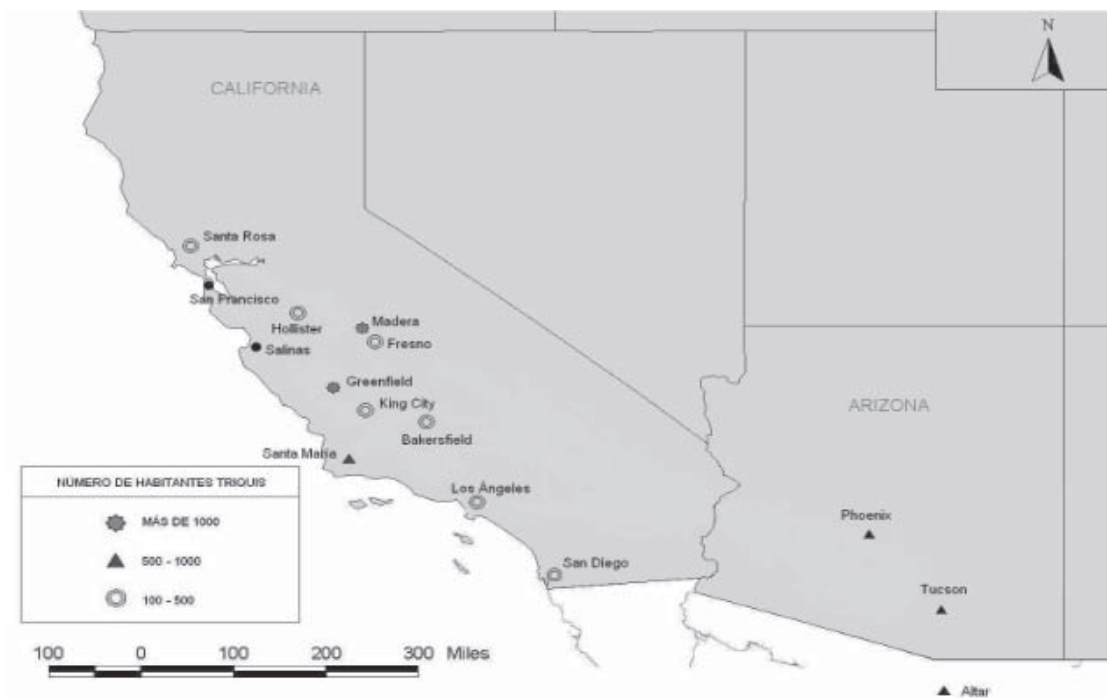 N
CALIFORNIA
Santa Rosa
San Francisco
Hollister
Madera
Fresno
Salinas
Greenfield
King City
Bakersfield
ARIZONA
Santa María
Los Ángeles
Phoenix
San Diego
Tucson
Altar
NÚMERO DE HABITANTES TRIQUIS
MÁS DE 1000
500 - 1000
100 - 500
100 0 100 200 300 Miles